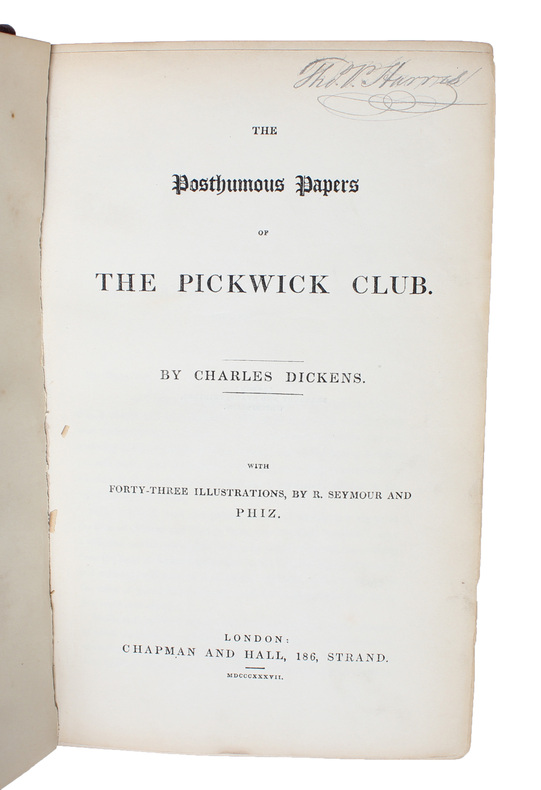 Thos. P. Harris
THE
Posthumous Papers
OF
THE PICKWICK CLUB.
BY CHARLES DICKENS.
WITH
FORTY-THREE ILLUSTRATIONS, BY R. SEYMOUR AND
PHIZ.
LONDON:
CHAPMAN AND HALL, 186, STRAND.
MDCCCXXXVII.